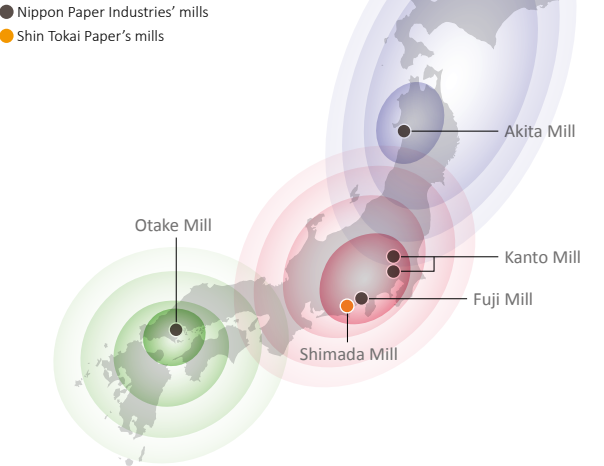 Nippon Paper Industries’ mills
Shin Tokai Paper’s mills
Akita Mill
Otake Mill
Kanto Mill
Fuji Mill
Shimada Mill